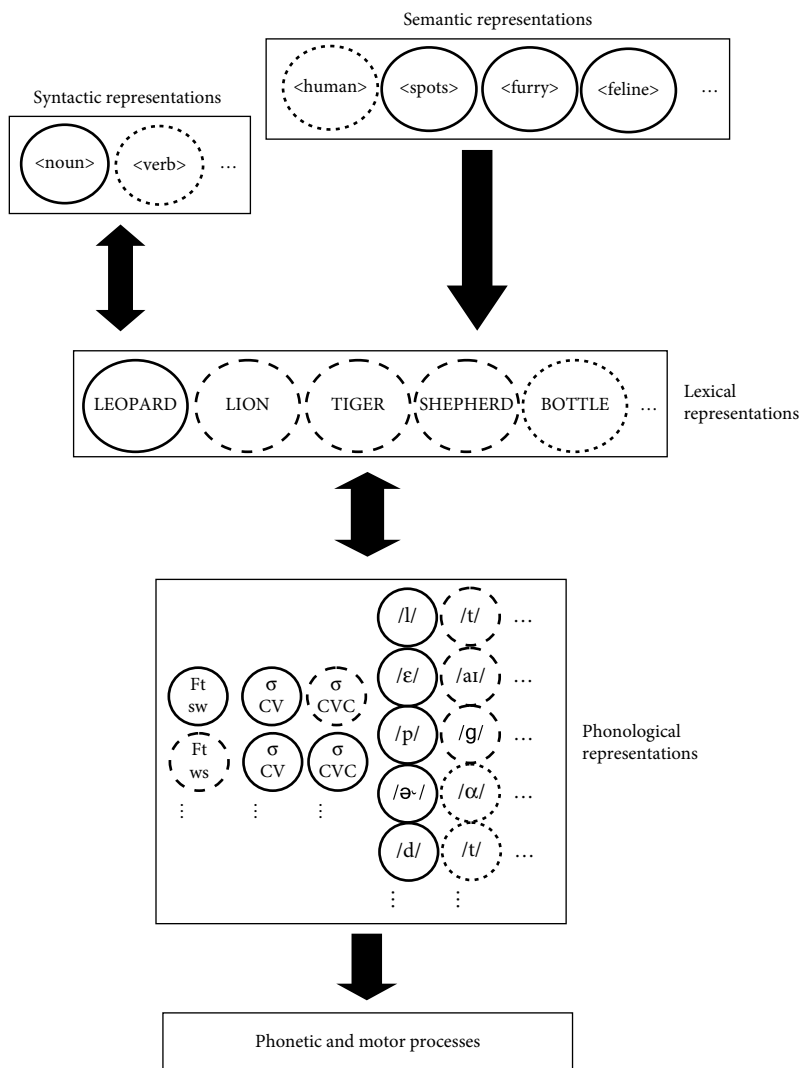 Semantic representations
<human> <spots> <furry> <feline> ...
Syntactic representations
<noun> <verb> ...
LEOPARD LION TIGER SHEPHERD BOTTLE ...
Lexical
representations
/l/ /t/ ...
/ɛ/ /aɪ/ ...
Ft σ σ
sw CV CVC
/p/ /g/ ...
Phonological
representations
Ft σ σ
ws CV CVC
/ɚ/ /α/ ...
⋮ ⋮ ⋮
/d/ /t/ ...
⋮ ⋮
Phonetic and motor processes